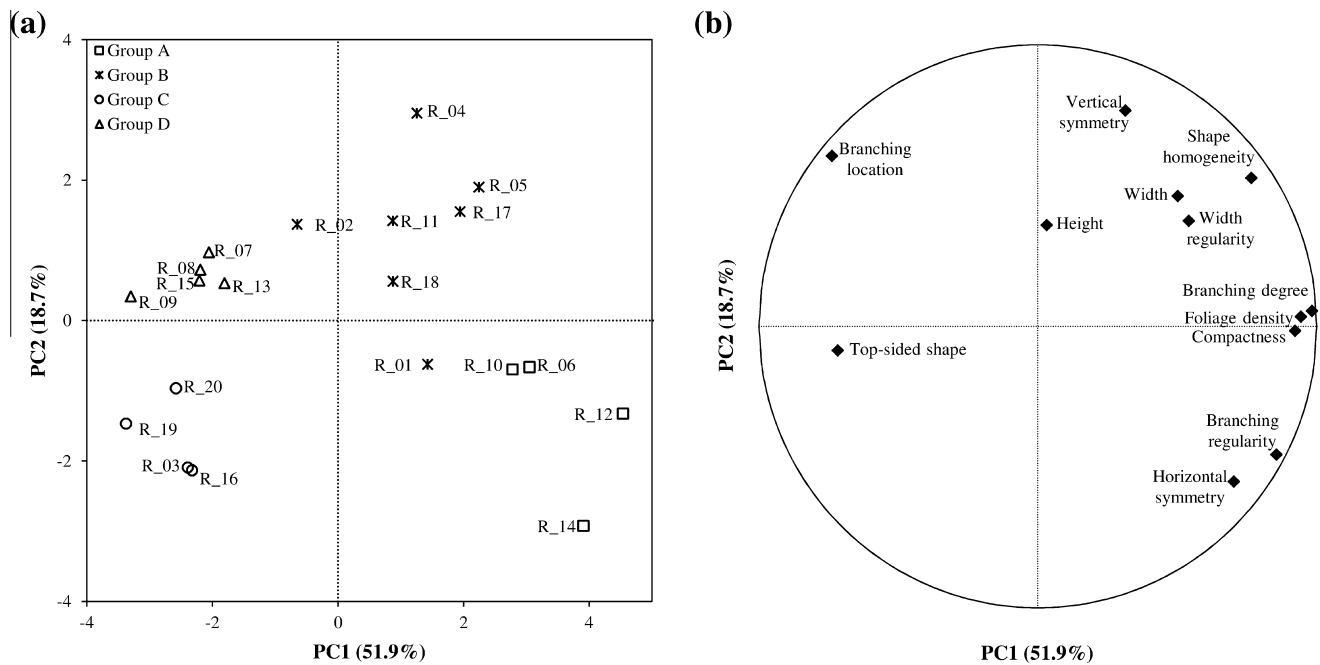 (a)
4
2
0
-2
-4
-4
-2
0
2
4
PC2 (18.7%)
PC1 (51.9%)
Group A
Group B
Group C
Group D
R_04
R_05
R_17
R_11
R_02
R_18
R_07
R_08
R_15
R_13
R_09
R_01
R_10
R_06
R_12
R_14
R_20
R_19
R_03
R_16
(b)
Vertical
symmetry
Shape
homogeneity
Branching
location
Width
Width
regularity
Height
Branching degree
Foliage density
Compactness
Top-sided shape
Branching
regularity
Horizontal
symmetry
PC2 (18.7%)
PC1 (51.9%)